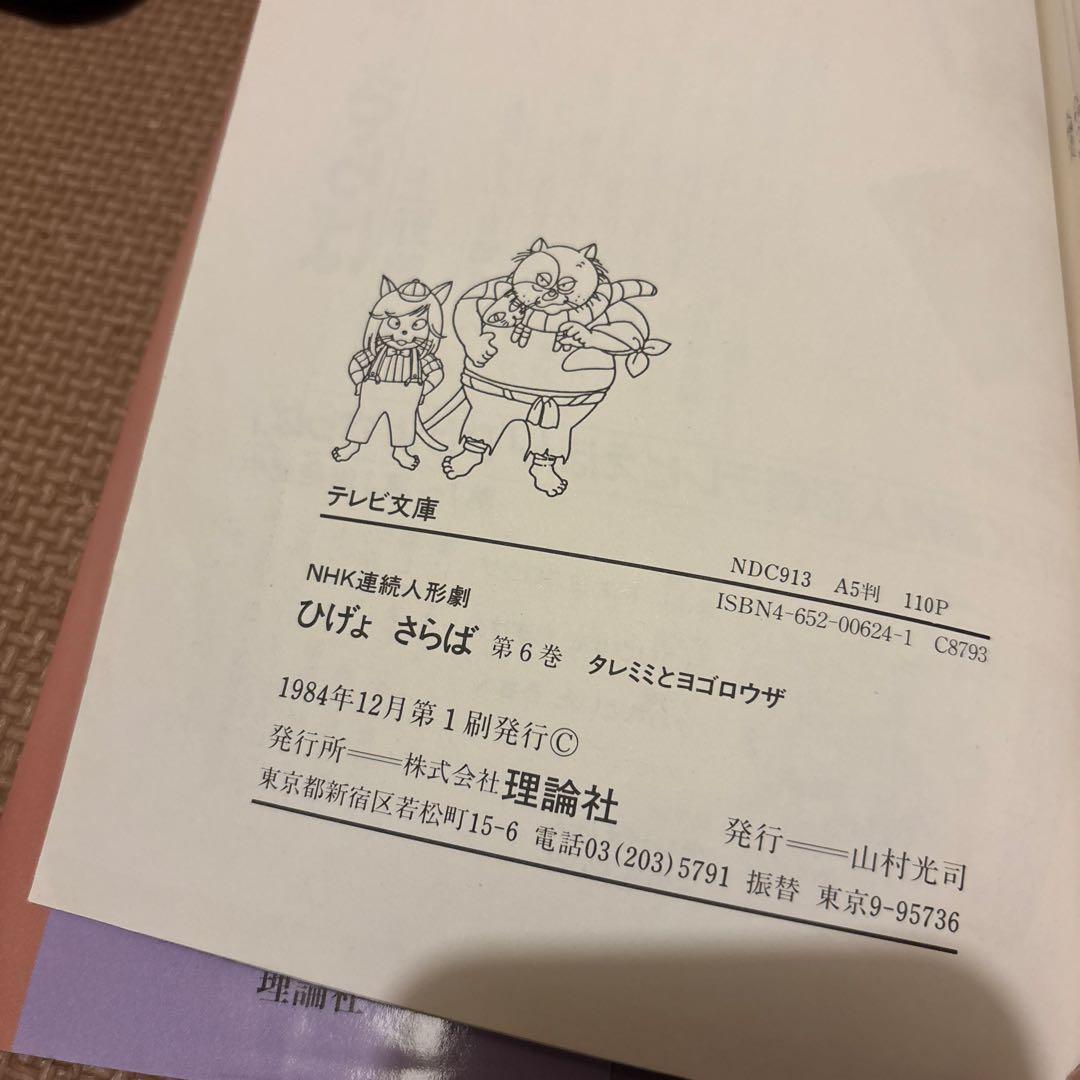 テレビ文庫
NDC913 A5判 110P
ISBN4-652-00624-1 C8793
NHK連続人形劇
ひげよ さらば 第6巻 タレミミとヨゴロウザ
1984年12月第1刷発行©
発行所──株式会社理論社
発行──山村光司
東京都新宿区若松町15-6 電話03(203)5791 振替 東京9-95736
理論社